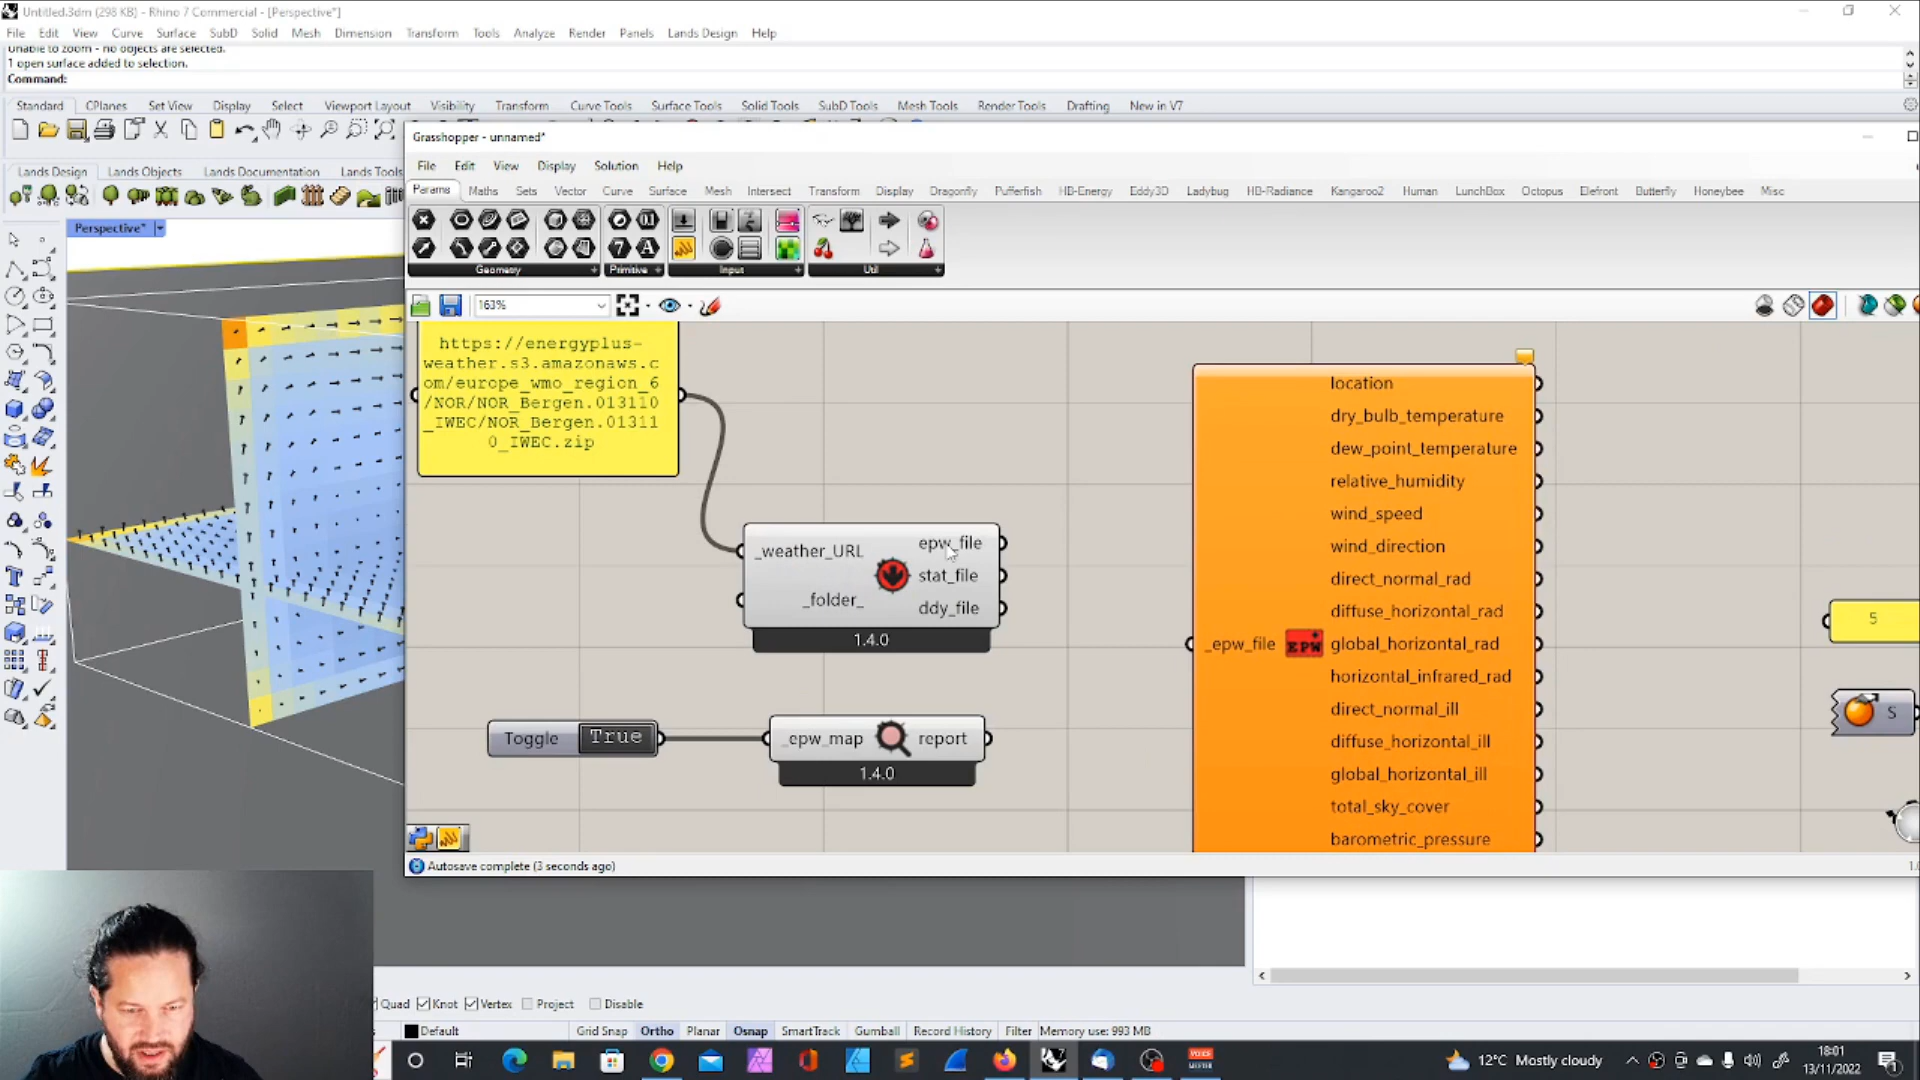 Untitled.3dm (298 KB) - Rhino 7 Commercial - [Perspective*]
File Edit View Curve Surface SubD Solid Mesh Dimension Transform Tools Analyze Render Panels Lands Design Help
Unable to zoom - no objects are selected.
1 open surface added to selection.
Command:
Standard CPlanes Set View Display Select Viewport Layout Visibility Transform Curve Tools Surface Tools Solid Tools SubD Tools Mesh Tools Render Tools Drafting New in V7
Grasshopper - unnamed*
File Edit View Display Solution Help
Lands Design Lands Objects Lands Documentation Lands Tools
Params Maths Sets Vector Curve Surface Mesh Intersect Transform Display Dragonfly Pufferfish HB-Energy Eddy3D Ladybug HB-Radiance Kangaroo2 Human LunchBox Octopus Elefront Butterfly Honeybee Misc
Perspective*
Geometry Primitive Input Util
163%
https://energyplus-
weather.s3.amazonaws.c
om/europe_wmo_region_6
/NOR/NOR_Bergen.013110
_IWEC/NOR_Bergen.01311
0_IWEC.zip
_weather_URL
_folder_
epw_file
stat_file
ddy_file
1.4.0
Toggle True
_epw_map report
1.4.0
_epw_file
EPW
location
dry_bulb_temperature
dew_point_temperature
relative_humidity
wind_speed
wind_direction
direct_normal_rad
diffuse_horizontal_rad
global_horizontal_rad
horizontal_infrared_rad
direct_normal_ill
diffuse_horizontal_ill
global_horizontal_ill
total_sky_cover
barometric_pressure
5
S
Autosave complete (3 seconds ago)
Quad Knot Vertex Project Disable
Default Grid Snap Ortho Planar Osnap SmartTrack Gumball Record History Filter Memory use: 993 MB
12°C Mostly cloudy
18:01
13/11/2022